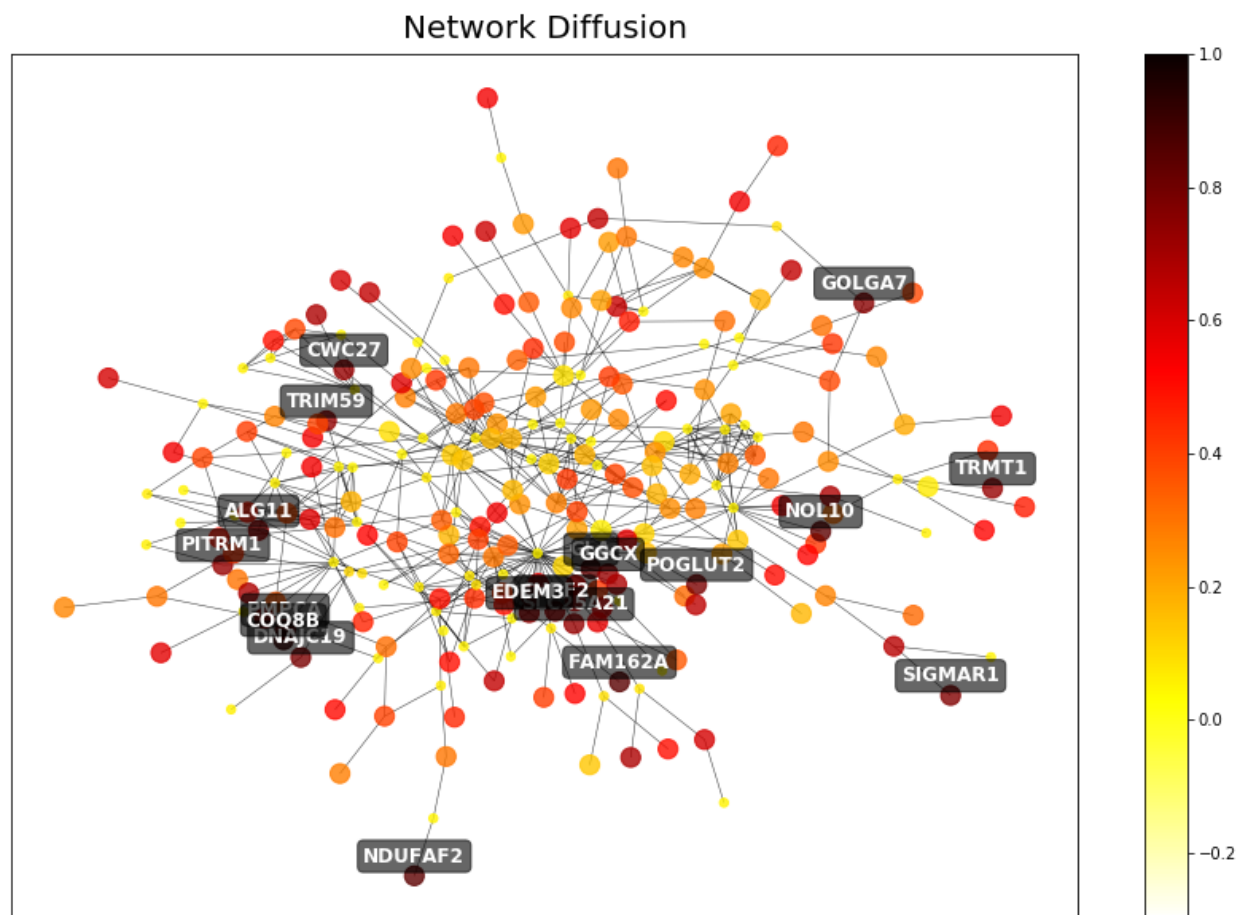 Network Diffusion
1.0
0.8
0.6
0.4
0.2
0.0
−0.2
GOLGA7
CWC27
TRIM59
TRMT1
ALG11
NOL10
PITRM1
GGCX
POGLUT2
EDEM3
COQ8B
DNAJC19
FAM162A
SIGMAR1
NDUFAF2